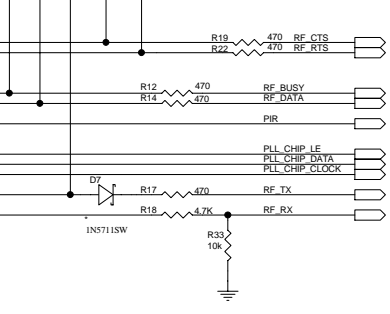 R19 470 RF_CTS
R22 470 RF_RTS
R12 470 RF_BUSY
R14 470 RF_DATA
PIR
PLL_CHIP_LE
PLL_CHIP_DATA
PLL_CHIP_CLOCK
D7 R17 470 RF_TX
R18 4.7K RF_RX
1N5711SW
R33
10k